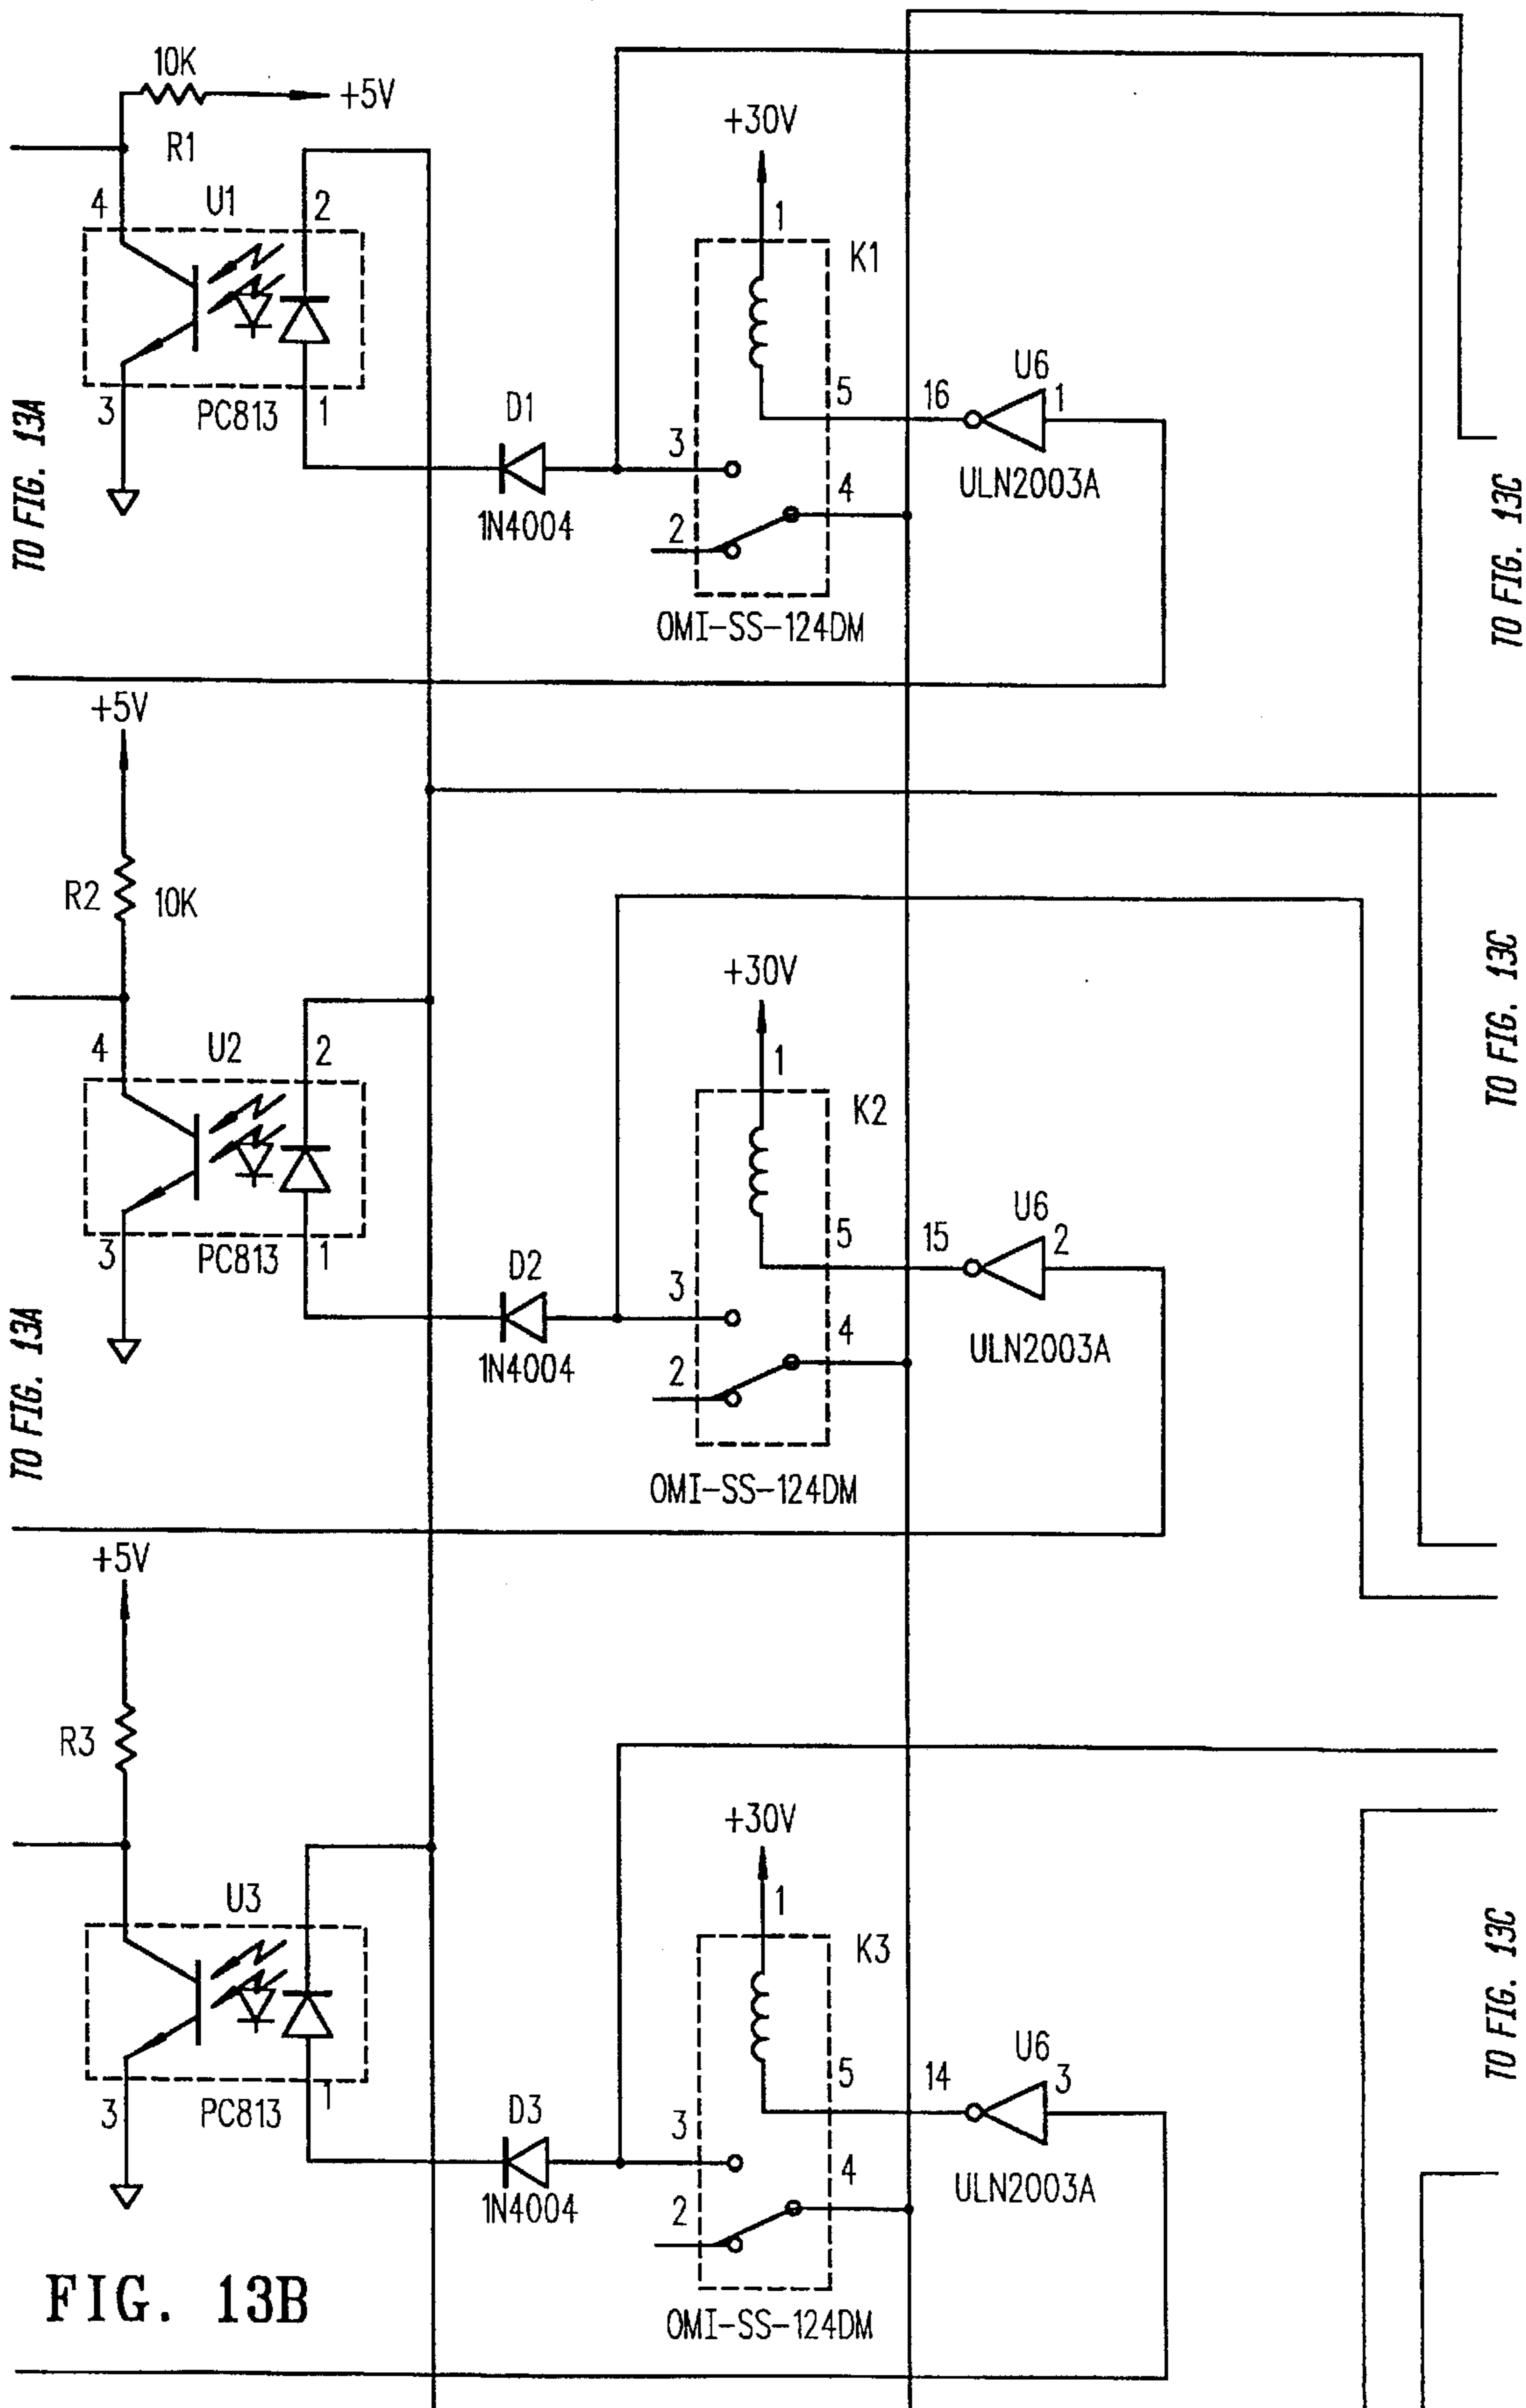 10K
+5V
R1
+30V
4
U1
2
1
K1
3
PC813
1
D1
3
5
16
U6
1
1N4004
4
ULN2003A
2
OMI-SS-124DM
TO FIG. 13A
TO FIG. 13C
+5V
R2
10K
+30V
4
U2
2
1
K2
3
PC813
1
D2
3
5
15
U6
2
1N4004
4
ULN2003A
2
OMI-SS-124DM
TO FIG. 13A
TO FIG. 13C
+5V
R3
+30V
U3
1
K3
3
PC813
1
D3
3
5
14
U6
3
1N4004
4
ULN2003A
2
OMI-SS-124DM
TO FIG. 13C
FIG. 13B